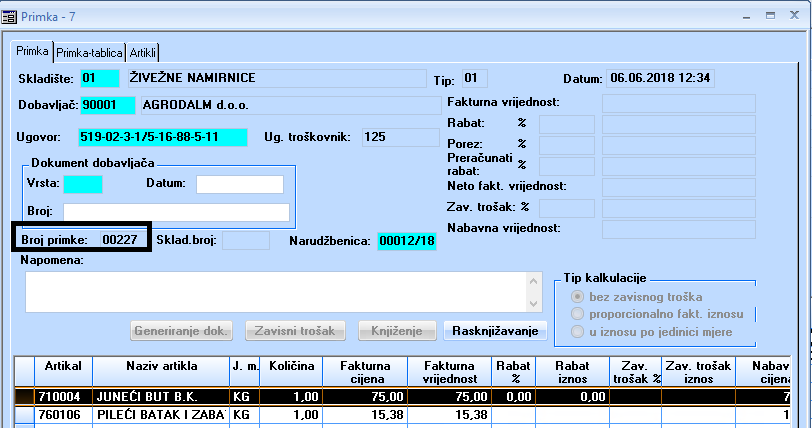 Primka - 7
Primka Primka-tablica Artikli
Skladište: 01 ŽIVEŽNE NAMIRNICE Tip: 01 Datum: 06.06.2018 12:34
Dobavljač: 90001 AGRODALM d.o.o. Fakturna vrijednost:
Rabat: %
Ugovor: 519-02-3-1/5-16-88-5-11 Ug. troškovnik: 125 Porez: %
Preračunati rabat: %
Dokument dobavljača
Vrsta: Datum: Neto fakt. vrijednost:
Broj: Zav. trošak: %
Nabavna vrijednost:
Broj primke: 00227 Sklad.broj: Narudžbenica: 00012/18
Napomena:
Tip kalkulacije
bez zavisnog troška
proporcionalno fakt. iznosu
u iznosu po jedinici mjere
Generiranje dok. Zavisni trošak Knjiženje Rasknjižavanje
Artikal Naziv artikla J. m. Količina Fakturna cijena Fakturna vrijednost Rabat % Rabat iznos Zav. trošak % Zav. trošak iznos Nabav cijena
710004 JUNEĆI BUT B.K. KG 1,00 75,00 75,00 0,00 0,00 7
760106 PILEĆI BATAK I ZABA KG 1,00 15,38 15,38 1